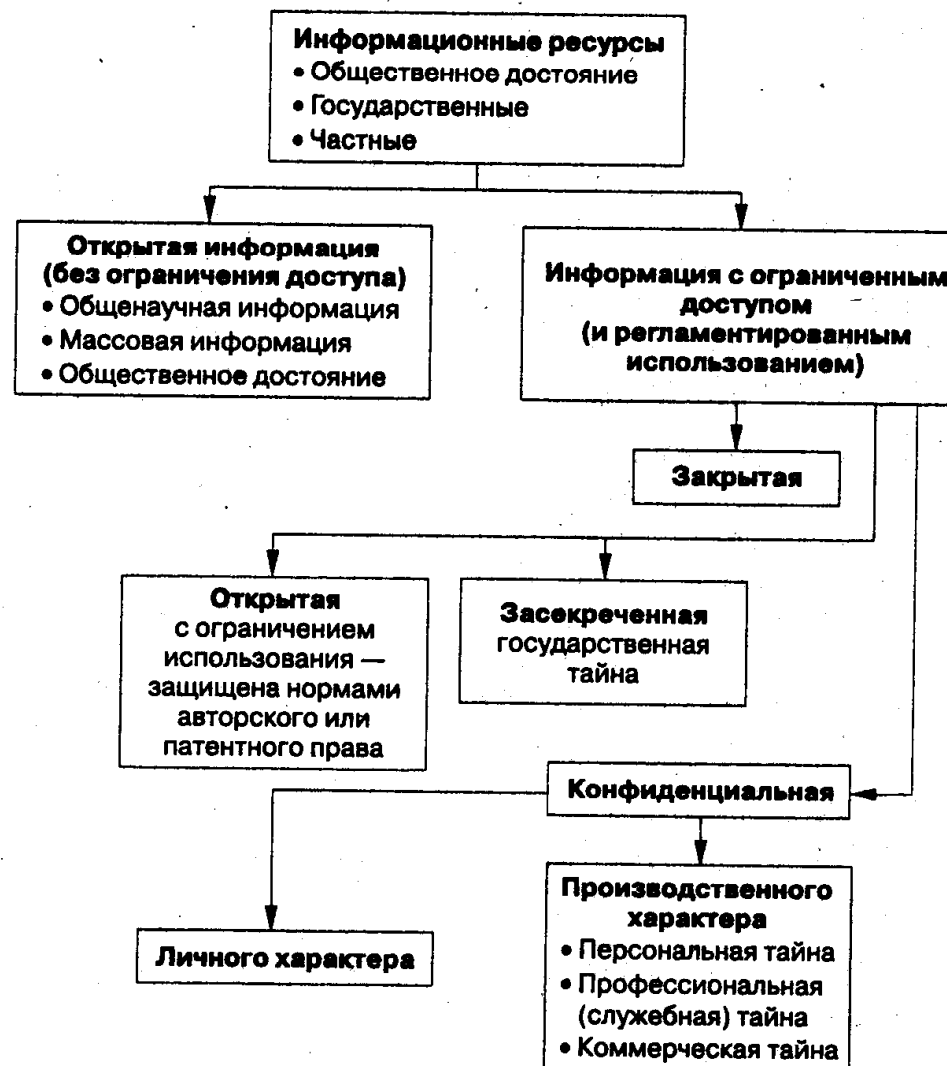 Информационные ресурсы
• Общественное достояние
• Государственные
• Частные
Открытая информация
(без ограничения доступа)
• Общенаучная информация
• Массовая информация
• Общественное достояние
Информация с ограниченным
доступом
(и регламентированным
использованием)
Закрытая
Открытая
с ограничением
использования —
защищена нормами
авторского или
патентного права
Засекреченная
государственная
тайна
Конфиденциальная
Личного характера
Производственного
характера
• Персональная тайна
• Профессиональная
(служебная) тайна
• Коммерческая тайна